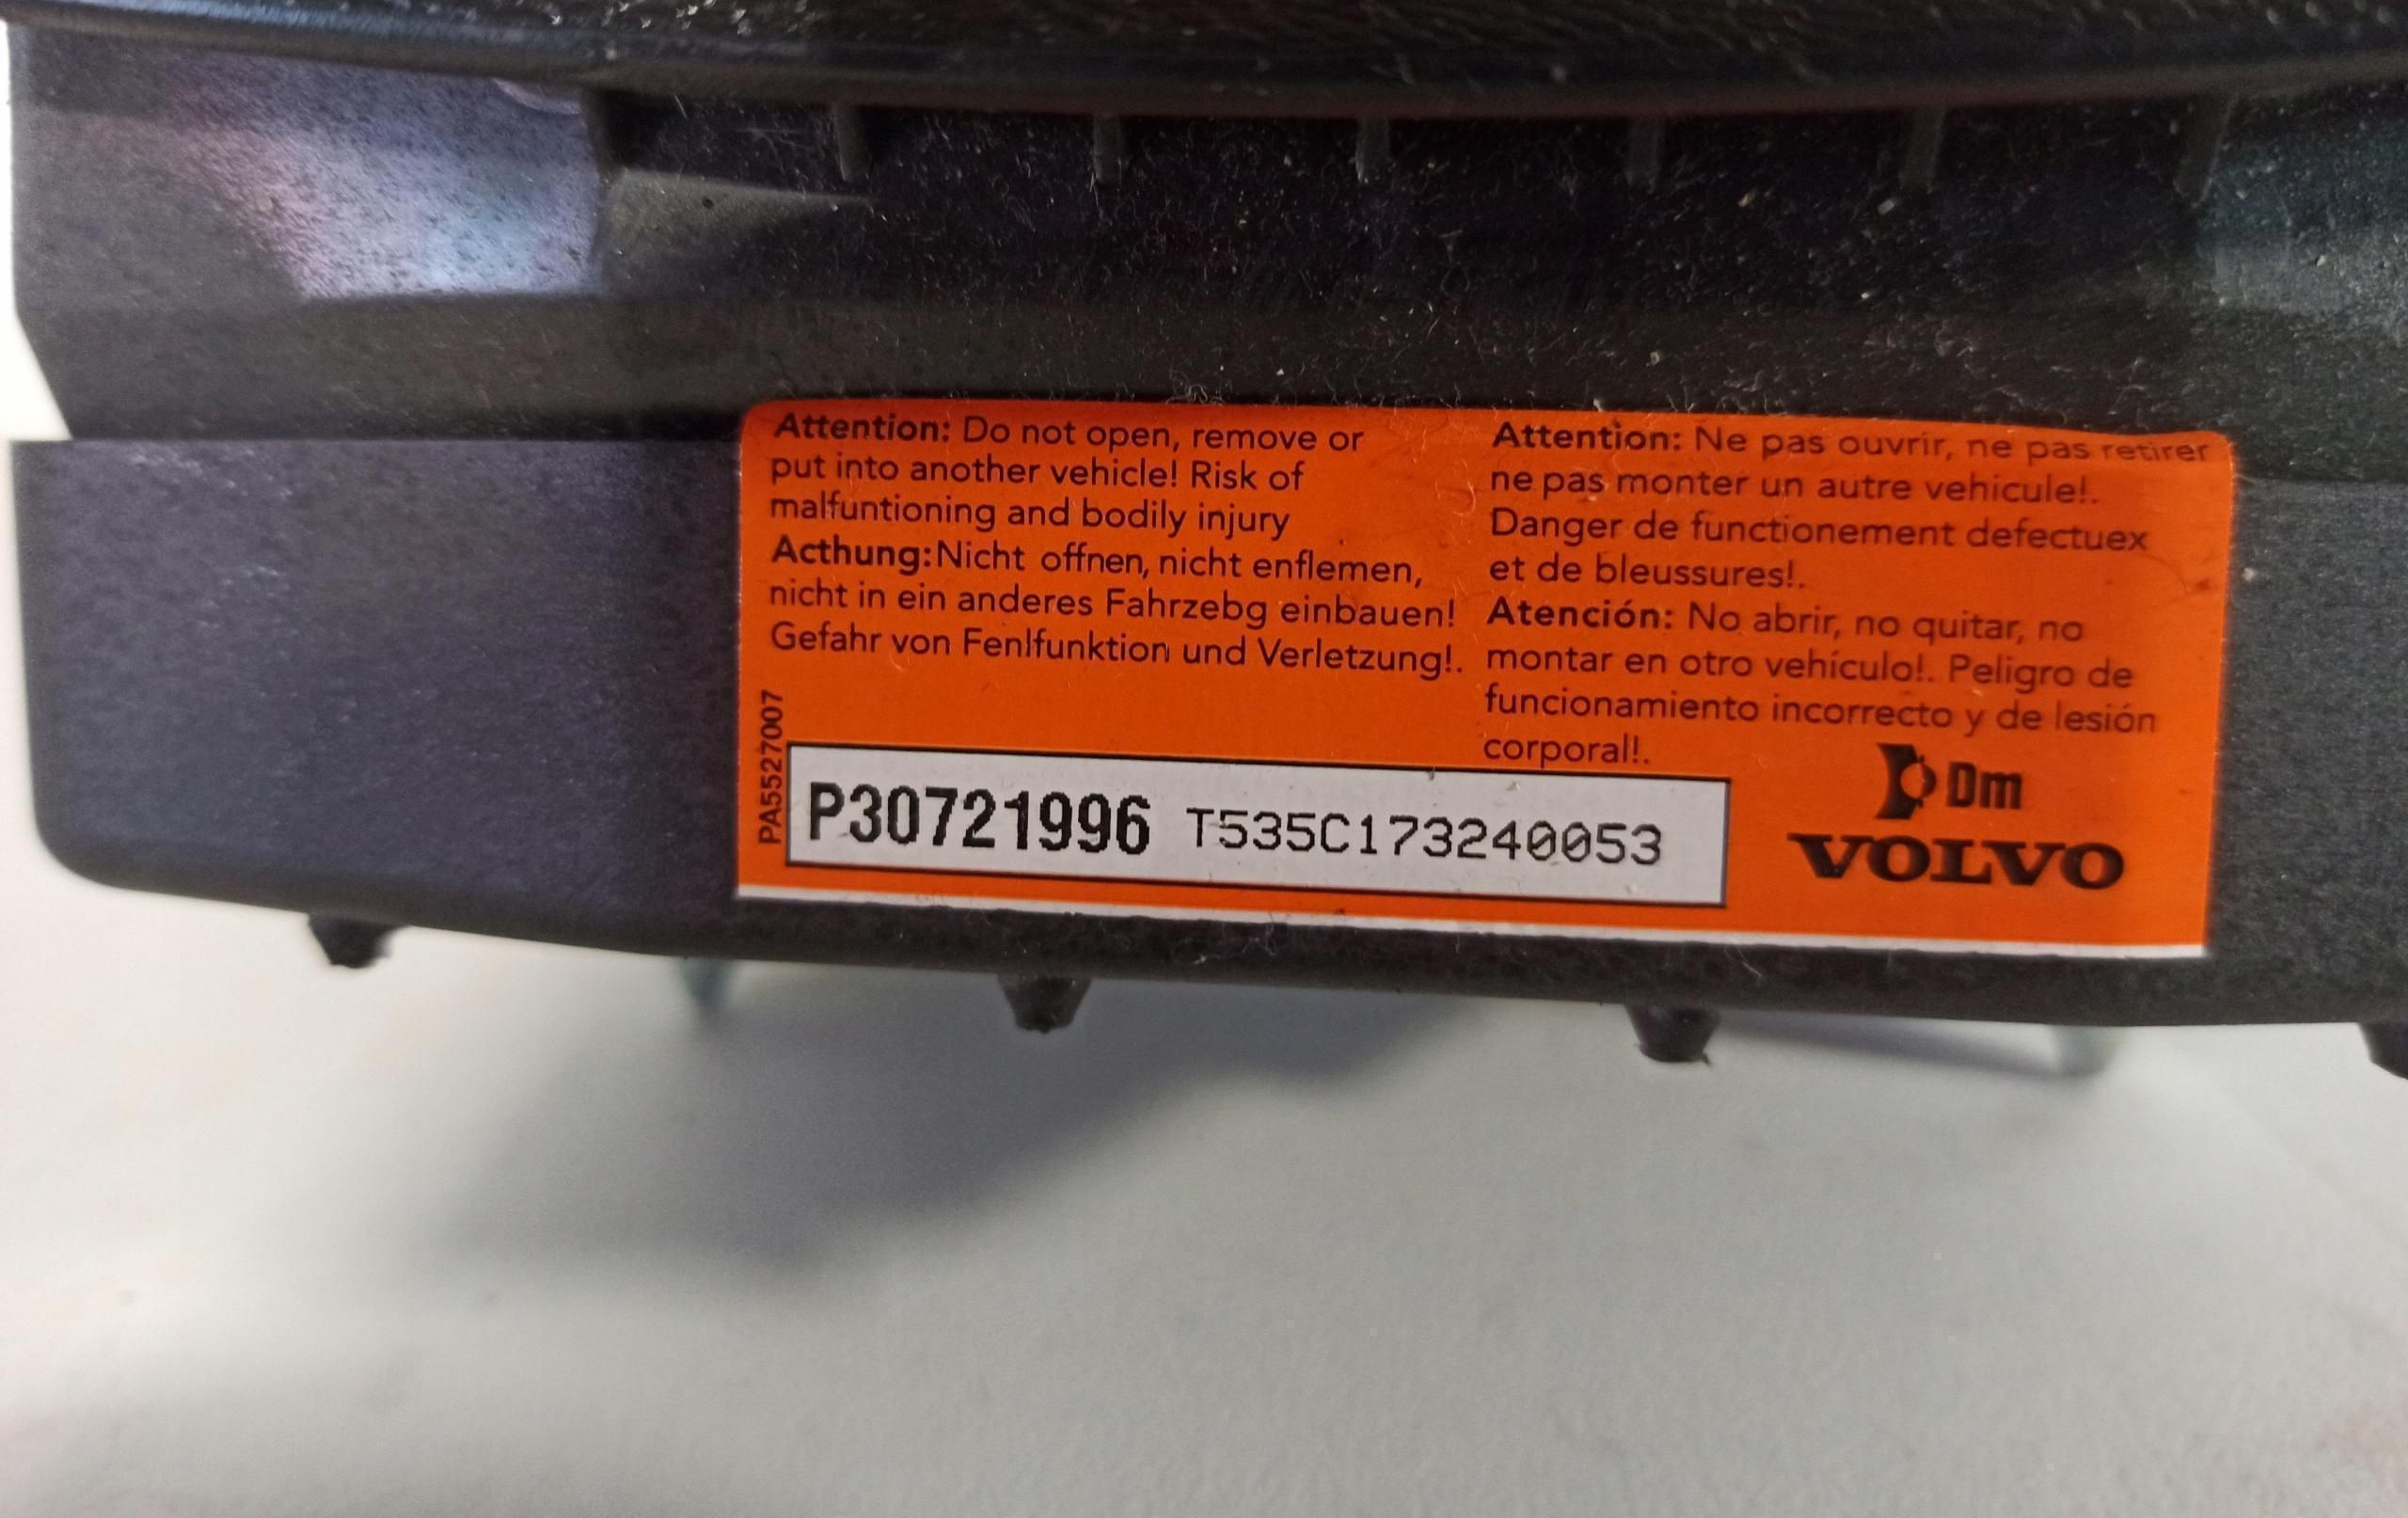 Attention: Do not open, remove or
put into another vehicle! Risk of
malfuntioning and bodily injury
Acthung:Nicht offnen, nicht enflemen,
nicht in ein anderes Fahrzebg einbauen!
Gefahr von Fenlfunktion und Verletzung!.
Attention: Ne pas ouvrir, ne pas retirer
ne pas monter un autre vehicule!.
Danger de functionement defectuex
et de bleussures!.
Atención: No abrir, no quitar, no
montar en otro vehículo!. Peligro de
funcionamiento incorrecto y de lesión
corporal!.
PA5527007
P30721996 T535C173240053
Dm
VOLVO